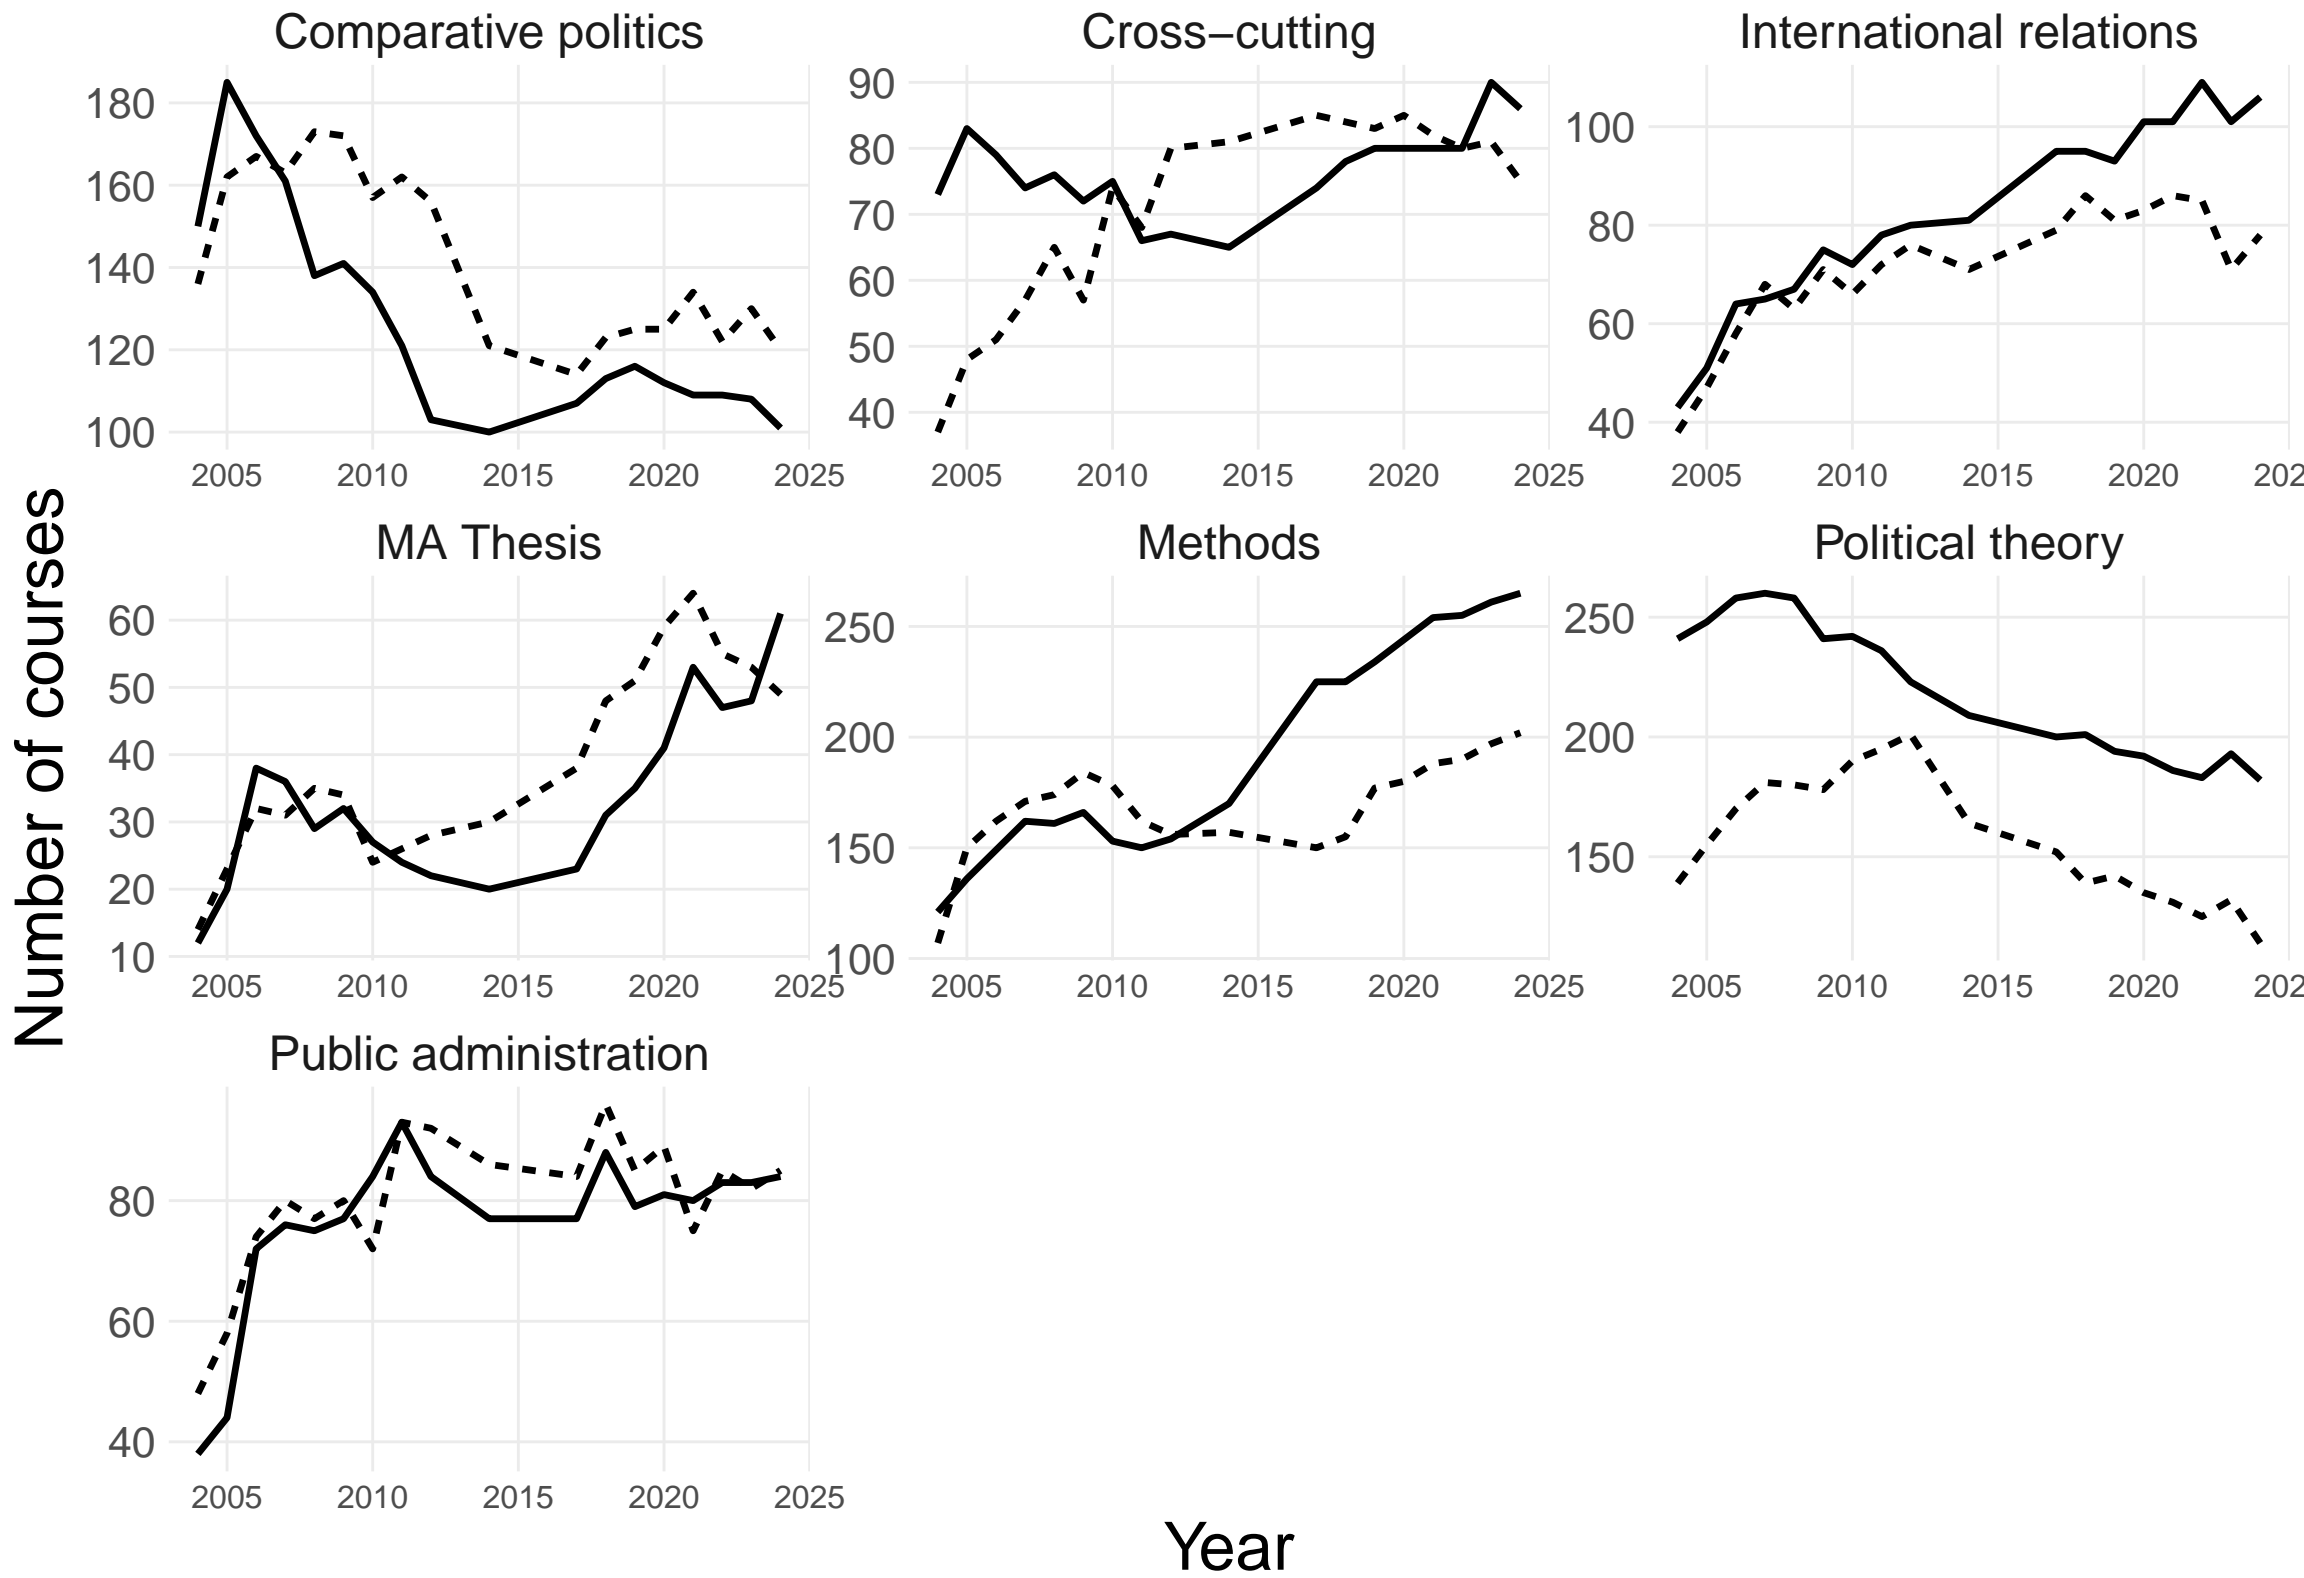 Comparative politics
Cross−cutting
International relations
180
160
140
120
100
90
80
70
60
50
40
100
80
60
40
2005 2010 2015 2020 2025
2005 2010 2015 2020 2025
2005 2010 2015 2020 202
Number of courses
MA Thesis
Methods
Political theory
60
50
40
30
20
10
250
200
150
100
250
200
150
2005 2010 2015 2020 2025
2005 2010 2015 2020 2025
2005 2010 2015 2020 202
Public administration
80
60
40
2005 2010 2015 2020 2025
Year